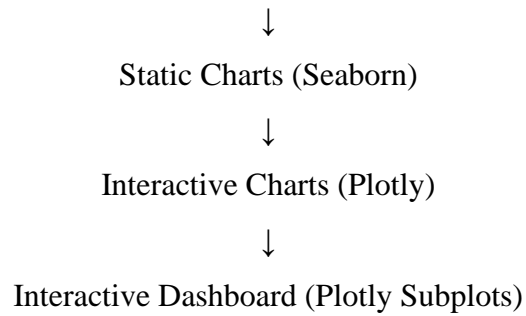 ↓
Static Charts (Seaborn)
↓
Interactive Charts (Plotly)
↓
Interactive Dashboard (Plotly Subplots)